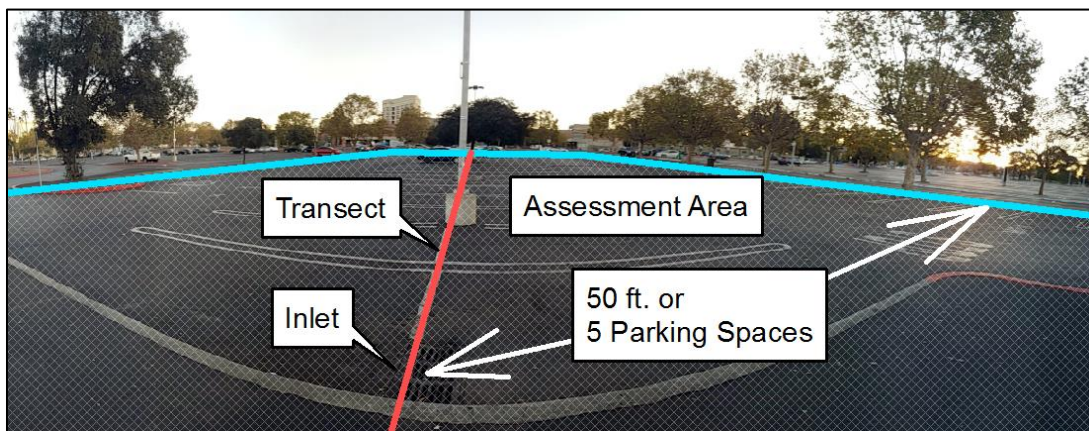 Transect
Assessment Area
Inlet
50 ft. or
5 Parking Spaces